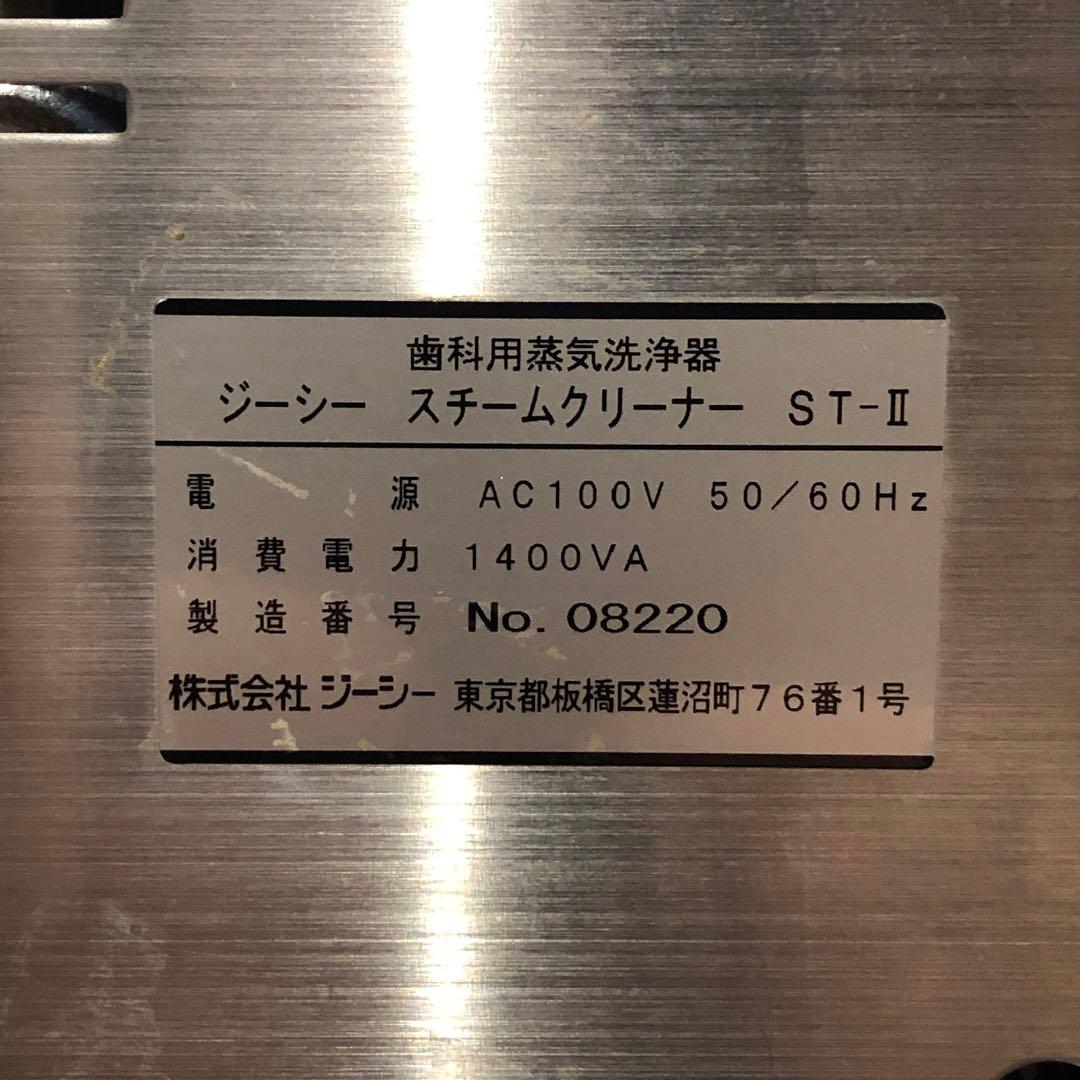 歯科用蒸気洗浄器
ジーシー スチームクリーナー ST-Ⅱ
電源 AC100V 50/60Hz
消費電力 1400VA
製造番号 No. 08220
株式会社 ジーシー 東京都板橋区蓮沼町76番1号